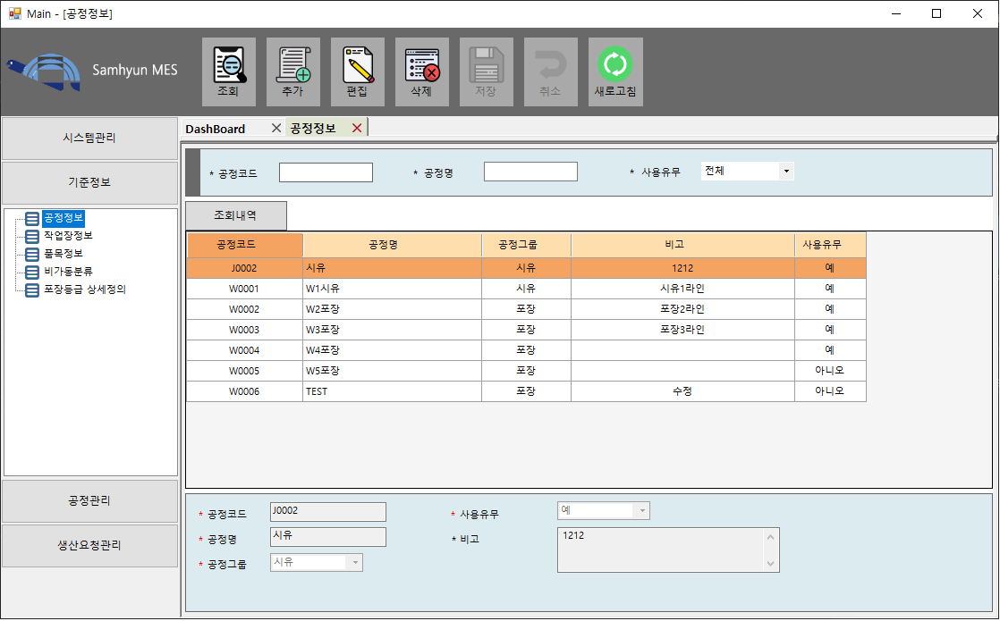 Main - [공정정보]
Samhyun MES
조회 추가 편집 삭제 저장 취소 새로고침
시스템관리
기준정보
공정정보
작업장정보
품목정보
비가동분류
포장등급 상세정의
공정관리
생산요청관리
DashBoard 공정정보
* 공정코드 * 공정명 * 사용유무 전체
조회내역
공정코드 공정명 공정그룹 비고 사용유무
J0002 시유 시유 1212 예
W0001 W1시유 시유 시유1라인 예
W0002 W2포장 포장 포장2라인 예
W0003 W3포장 포장 포장3라인 예
W0004 W4포장 포장 예
W0005 W5포장 포장 아니오
W0006 TEST 포장 수정 아니오
* 공정코드 J0002 * 사용유무 예
* 공정명 시유 * 비고 1212
* 공정그룹 시유